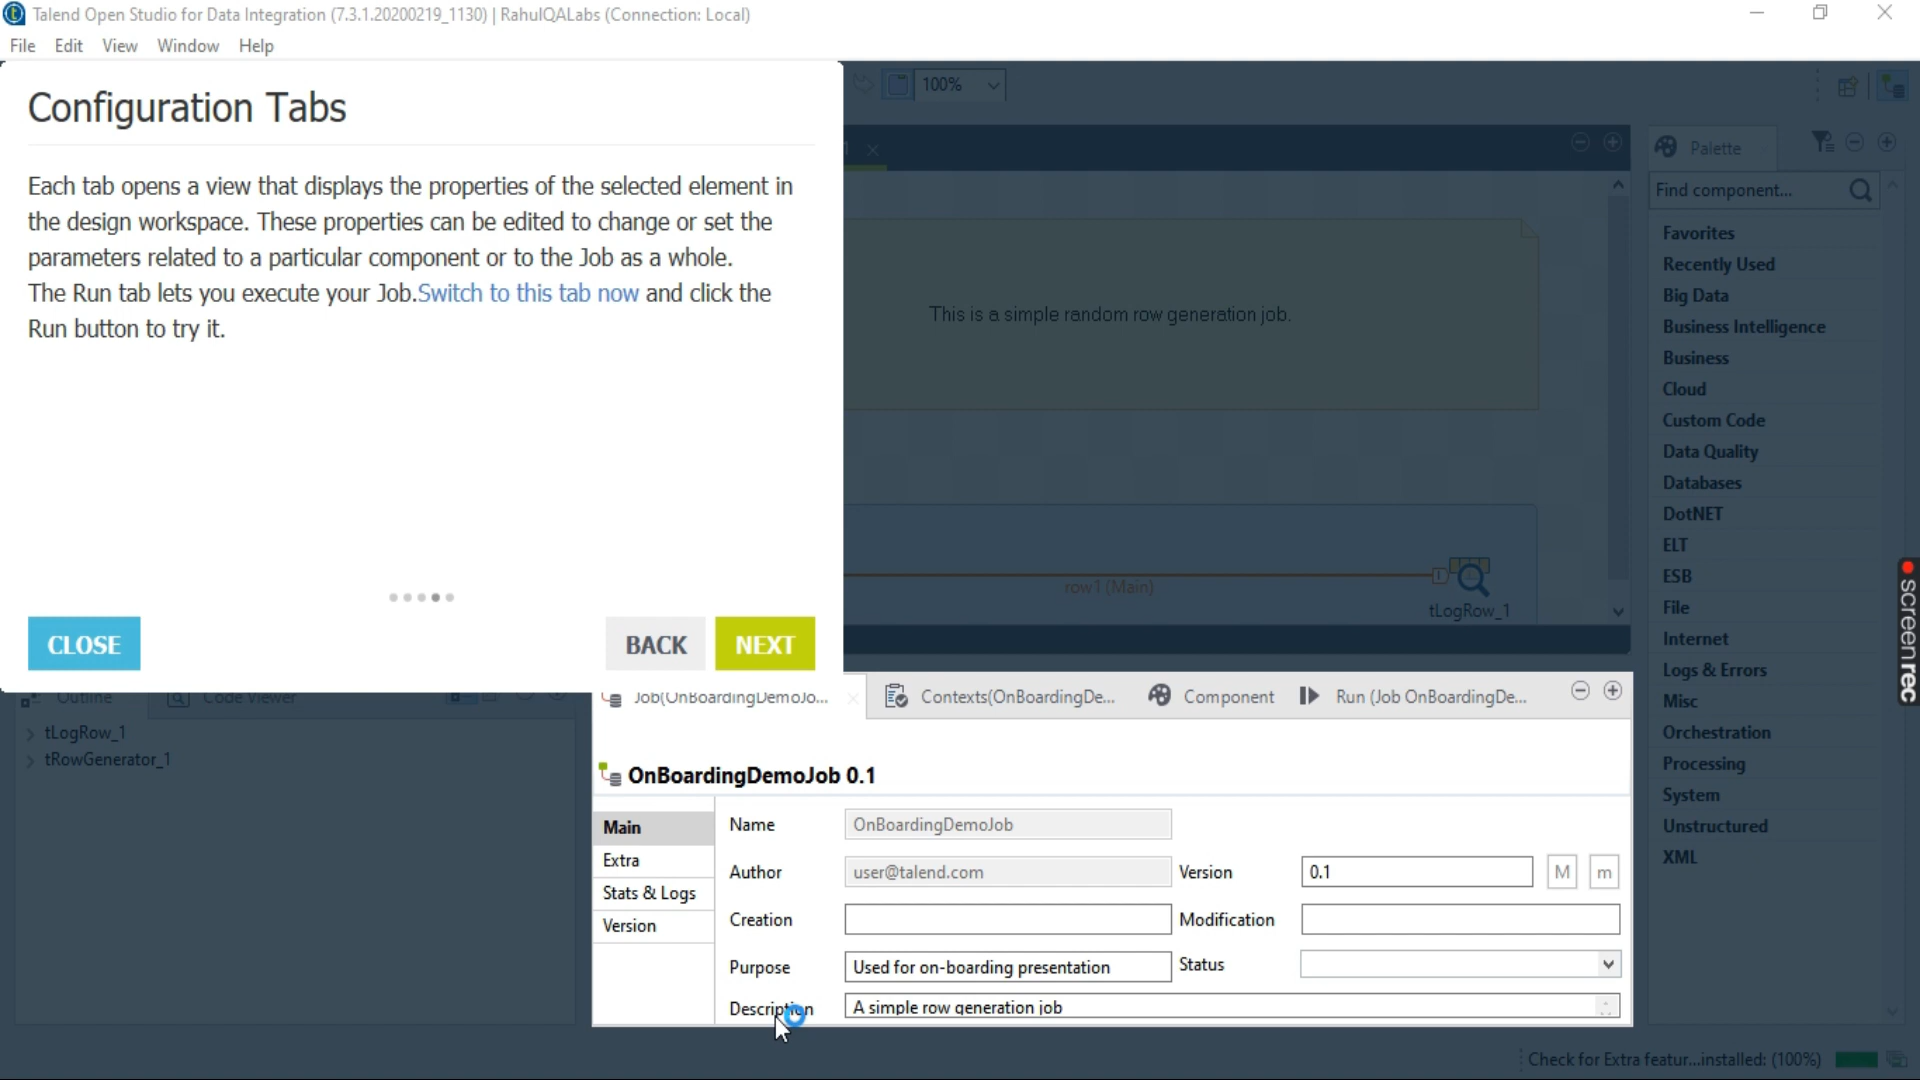 Talend Open Studio for Data Integration (7.3.1.20200219_1130) | RahulQALabs (Connection: Local)
File Edit View Window Help
Configuration Tabs
Each tab opens a view that displays the properties of the selected element in
the design workspace. These properties can be edited to change or set the
parameters related to a particular component or to the Job as a whole.
The Run tab lets you execute your Job.Switch to this tab now and click the
Run button to try it.
CLOSE
BACK
NEXT
100%
This is a simple random row generation job.
row1 (Main)
tLogRow_1
Palette
Find component...
Favorites
Recently Used
Big Data
Business Intelligence
Business
Cloud
Custom Code
Data Quality
Databases
DotNET
ELT
ESB
File
Internet
Logs & Errors
Misc
Orchestration
Processing
System
Unstructured
XML
screenrec
Outline
Code Viewer
tLogRow_1
tRowGenerator_1
Job(OnBoardingDemoJo...
Contexts(OnBoardingDe...
Component
Run (Job OnBoardingDe...
OnBoardingDemoJob 0.1
Main
Extra
Stats & Logs
Version
Name OnBoardingDemoJob
Author user@talend.com Version 0.1 M m
Creation Modification
Purpose Used for on-boarding presentation Status
Description A simple row generation job
Check for Extra featur...installed: (100%)